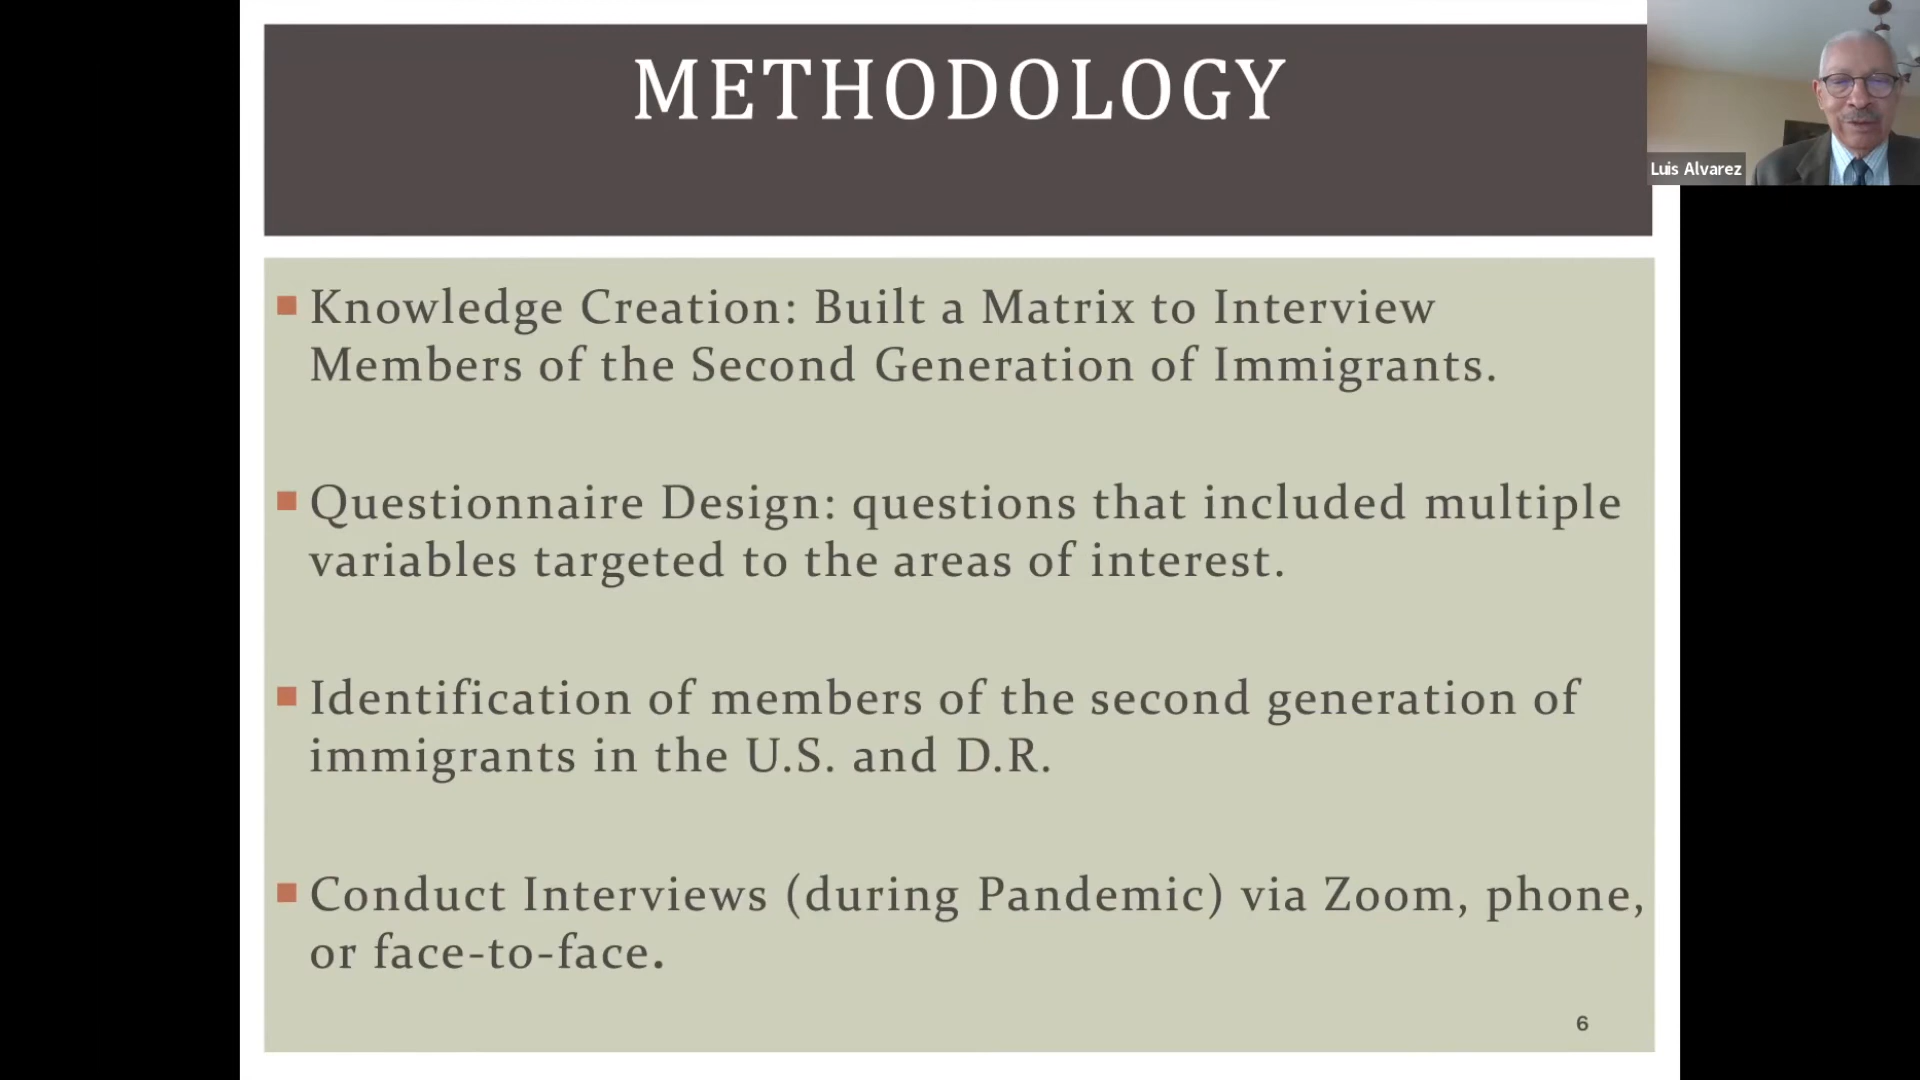 METHODOLOGY
Luis Alvarez
Knowledge Creation: Built a Matrix to Interview
Members of the Second Generation of Immigrants.
Questionnaire Design: questions that included multiple
variables targeted to the areas of interest.
Identification of members of the second generation of
immigrants in the U.S. and D.R.
Conduct Interviews (during Pandemic) via Zoom, phone,
or face-to-face.
6